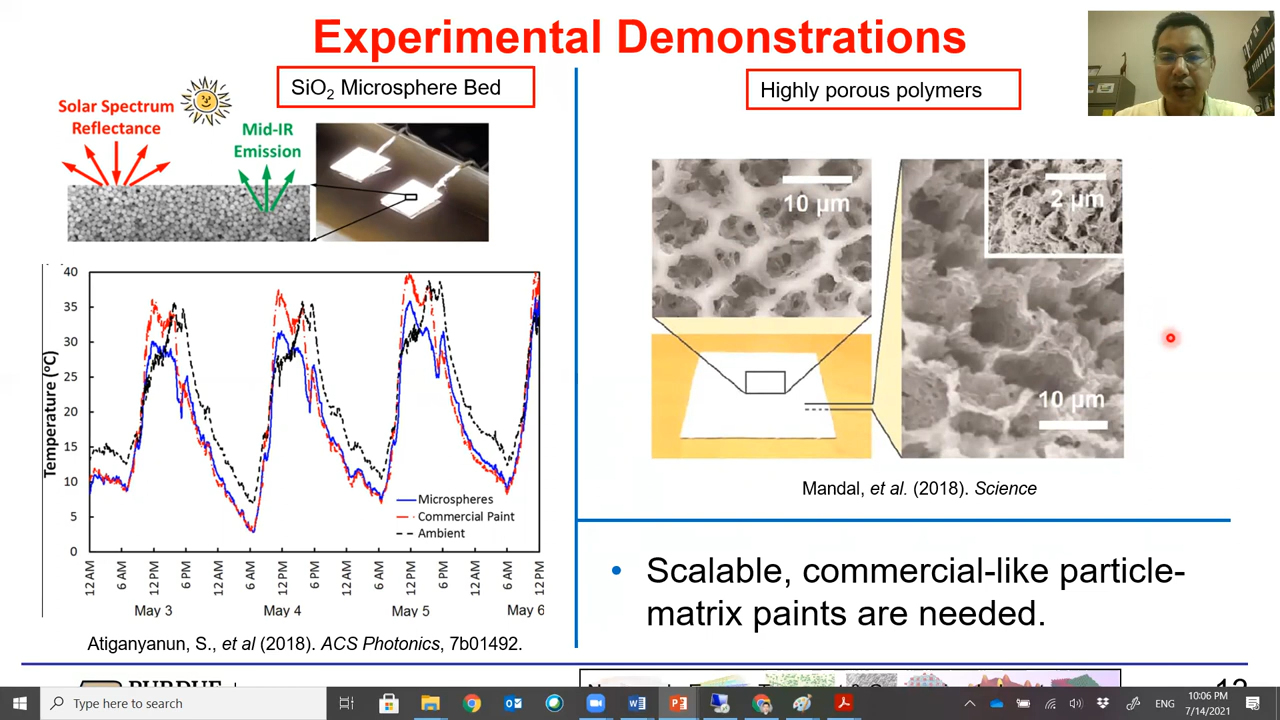 Experimental Demonstrations
SiO2 Microsphere Bed
Solar Spectrum
Reflectance
Mid-IR
Emission
40
35
30
25
20
15
10
5
0
Temperature (ºC)
Microspheres
Commercial Paint
Ambient
12 AM
6 AM
12 PM
6 PM
12 AM
6 AM
12 PM
6 PM
12 AM
6 AM
12 PM
6 PM
12 AM
6 AM
12 PM
May 3
May 4
May 5
May 6
Atiganyanun, S., et al (2018). ACS Photonics, 7b01492.
Highly porous polymers
10 µm
2 µm
10 µm
Mandal, et al. (2018). Science
• Scalable, commercial-like particle-
matrix paints are needed.
PURDUE
12
Type here to search
ENG
10:06 PM
7/14/2021